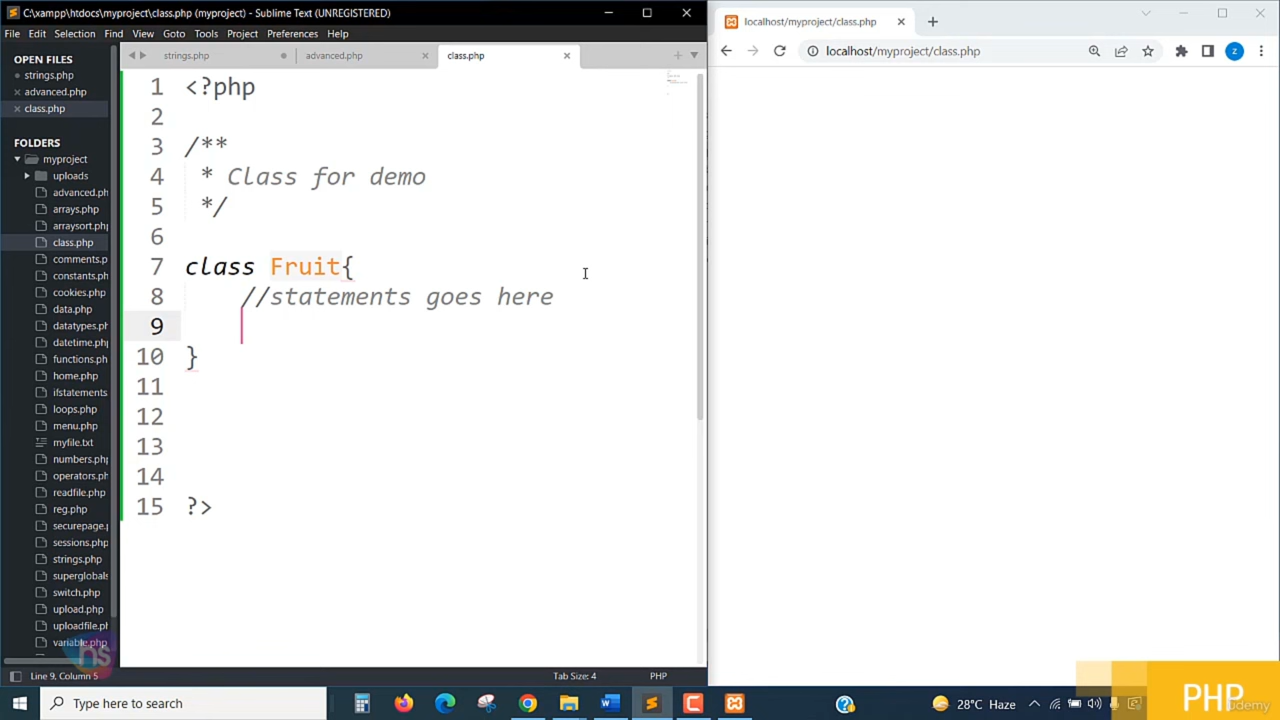 C:\xampp\htdocs\myproject\class.php (myproject) - Sublime Text (UNREGISTERED)
File Edit Selection Find View Goto Tools Project Preferences Help
OPEN FILES
strings.php
advanced.php
class.php
FOLDERS
myproject
uploads
advanced.ph
arrays.php
arraysort.php
class.php
comments.p
constants.ph
cookies.php
data.php
datatypes.ph
datetime.php
functions.ph
home.php
ifstatements
loops.php
menu.php
myfile.txt
numbers.php
operators.ph
readfile.php
reg.php
securepage.
sessions.php
strings.php
superglobals
switch.php
upload.php
uploadfile.ph
variable.php
strings.php advanced.php class.php
1 <?php
2
3 /**
4 * Class for demo
5 */
6
7 class Fruit{
8 //statements goes here
9
10 }
11
12
13
14
15 ?>
Line 9, Column 5 Tab Size: 4 PHP
localhost/myproject/class.php
localhost/myproject/class.php
Z
Type here to search
28°C Haze
PHP
ns